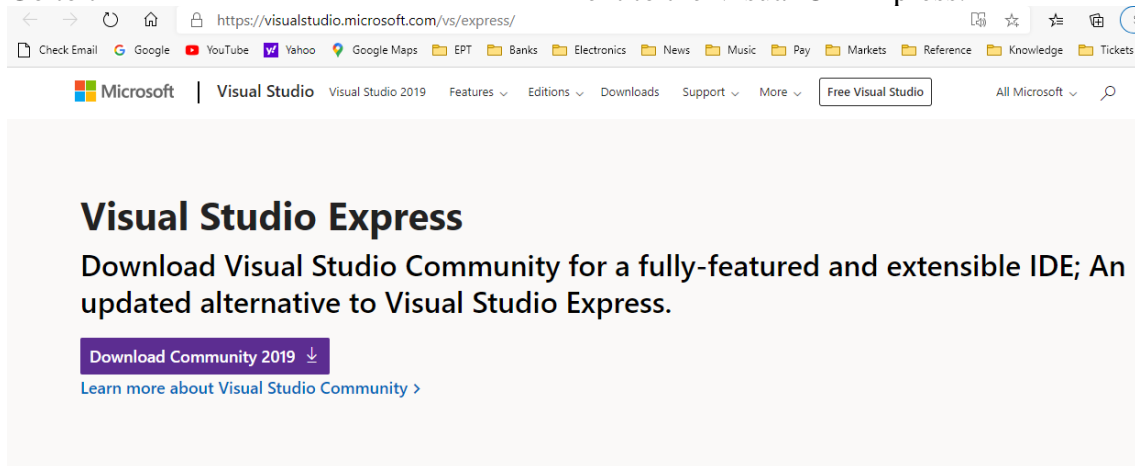 https://visualstudio.microsoft.com/vs/express/
Check Email Google YouTube Yahoo Google Maps EPT Banks Electronics News Music Pay Markets Reference Knowledge Tickets
Microsoft | Visual Studio Visual Studio 2019 Features Editions Downloads Support More Free Visual Studio All Microsoft
Visual Studio Express
Download Visual Studio Community for a fully-featured and extensible IDE; An
updated alternative to Visual Studio Express.
Download Community 2019
Learn more about Visual Studio Community >